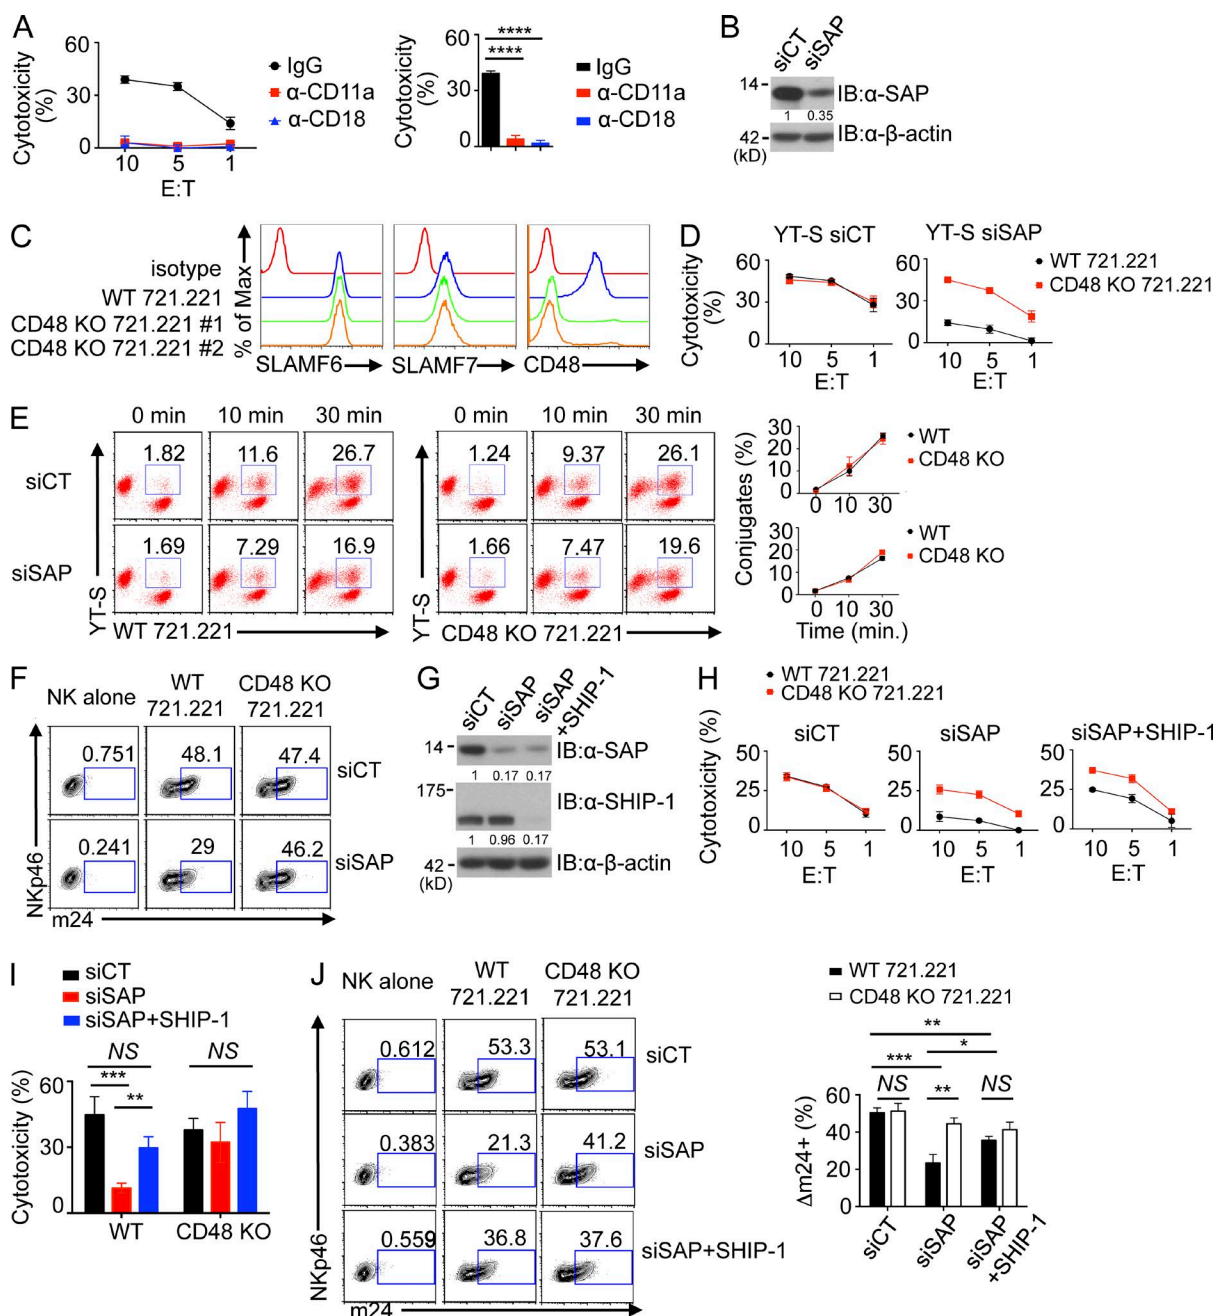 A
Cytotoxicity
(%)
60
30
0
10 5 1
E:T
IgG
α-CD11a
α-CD18
Cytotoxicity
(%)
60
30
0
****
****
IgG
α-CD11a
α-CD18
B
siCT
siSAP
14
IB:α-SAP
1 0.35
42
IB:α-β-actin
(kD)
C
isotype
WT 721.221
CD48 KO 721.221 #1
CD48 KO 721.221 #2
% of Max
SLAMF6
SLAMF7
CD48
D
YT-S siCT
YT-S siSAP
Cytotoxicity
(%)
60
30
0
10 5 1
E:T
60
30
0
10 5 1
E:T
WT 721.221
CD48 KO 721.221
E
0 min 10 min 30 min
0 min 10 min 30 min
siCT
1.82 11.6 26.7
1.24 9.37 26.1
siSAP
1.69 7.29 16.9
1.66 7.47 19.6
YT-S
WT 721.221
YT-S
CD48 KO 721.221
Conjugates (%)
30
20
10
0
0 10 30
WT
CD48 KO
30
20
10
0
0 10 30
Time (min.)
WT
CD48 KO
F
NK alone
WT
721.221
CD48 KO
721.221
0.751 48.1 47.4
siCT
0.241 29 46.2
siSAP
NKp46
m24
G
siCT
siSAP
siSAP
+SHIP-1
14
IB:α-SAP
1 0.17 0.17
175
IB:α-SHIP-1
1 0.96 0.17
42
IB:α-β-actin
(kD)
H
WT 721.221
CD48 KO 721.221
siCT
siSAP
siSAP+SHIP-1
Cytotoxicity (%)
50
25
0
10 5 1
E:T
50
25
0
10 5 1
E:T
50
25
0
10 5 1
E:T
I
siCT
siSAP
siSAP+SHIP-1
NS NS
***
**
Cytotoxicity (%)
60
30
0
WT CD48 KO
J
NK alone
WT
721.221
CD48 KO
721.221
0.612 53.3 53.1
siCT
0.383 21.3 41.2
siSAP
0.559 36.8 37.6
siSAP+SHIP-1
NKp46
m24
WT 721.221
CD48 KO 721.221
**
*
***
NS ** NS
Δm24+ (%)
60
40
20
0
siCT
siSAP
siSAP
+SHIP-1